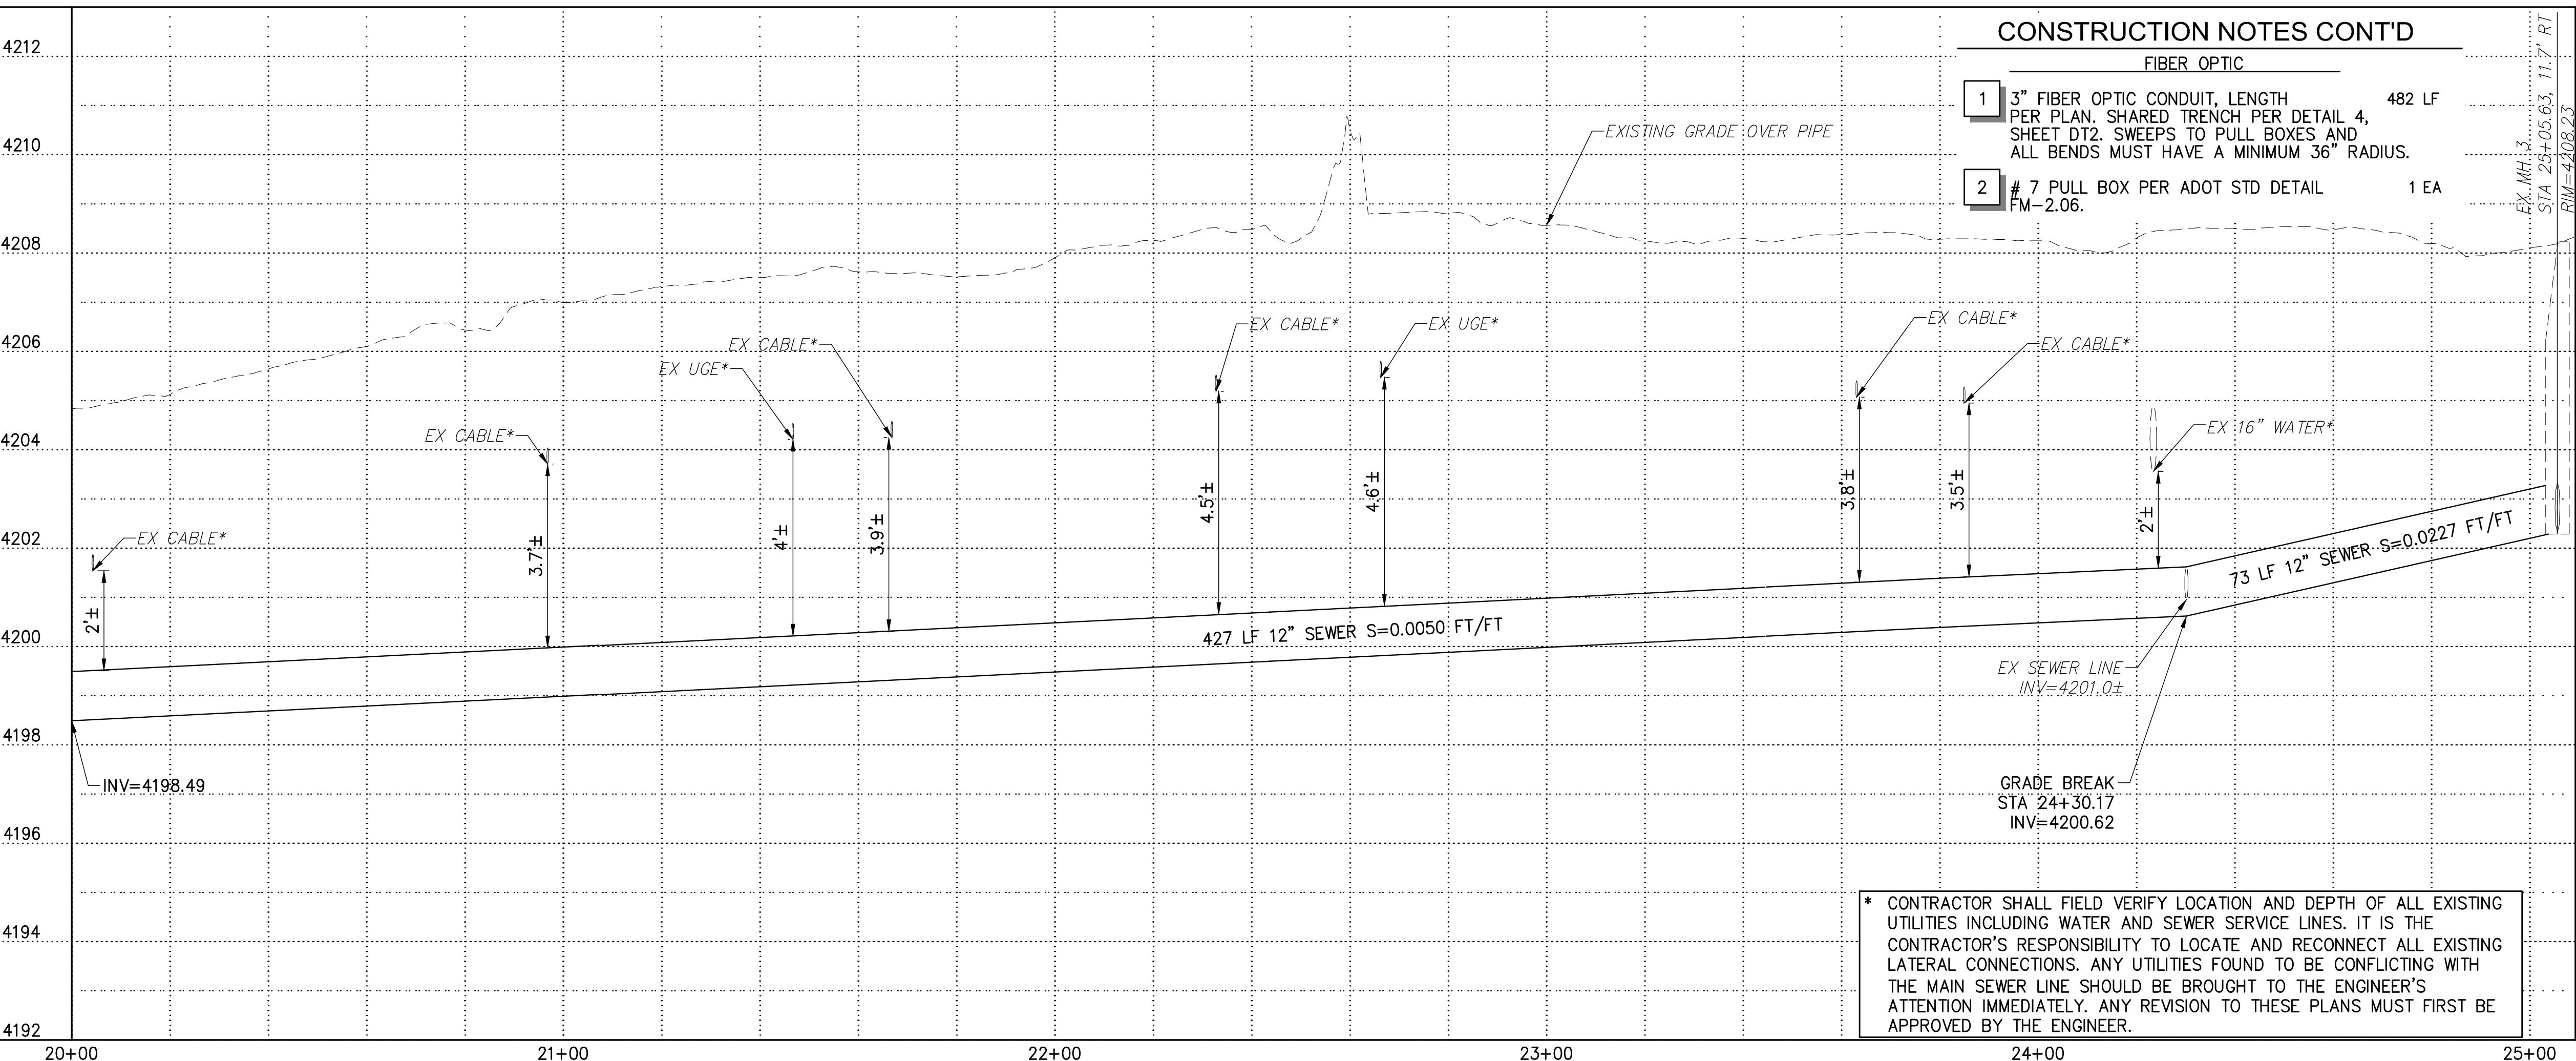 CONSTRUCTION NOTES CONT'D
FIBER OPTIC
1 3" FIBER OPTIC CONDUIT, LENGTH 482 LF
PER PLAN. SHARED TRENCH PER DETAIL 4,
SHEET DT2. SWEEPS TO PULL BOXES AND
ALL BENDS MUST HAVE A MINIMUM 36" RADIUS.
2 # 7 PULL BOX PER ADOT STD DETAIL 1 EA
FM-2.06.
EX MH 3
STA 25+05.63, 11.7' RT
RIM=4208.23
4212
4210
4208
4206
4204
4202
4200
4198
4196
4194
4192
EXISTING GRADE OVER PIPE
EX CABLE*
2'±
EX CABLE*
3.7'±
EX UGE*
4'±
EX CABLE*
3.9'±
EX CABLE*
4.5'±
EX UGE*
4.6'±
EX CABLE*
3.8'±
EX CABLE*
3.5'±
EX 16" WATER*
2'±
427 LF 12" SEWER S=0.0050 FT/FT
73 LF 12" SEWER S=0.0227 FT/FT
EX SEWER LINE
INV=4201.0±
INV=4198.49
GRADE BREAK
STA 24+30.17
INV=4200.62
* CONTRACTOR SHALL FIELD VERIFY LOCATION AND DEPTH OF ALL EXISTING
UTILITIES INCLUDING WATER AND SEWER SERVICE LINES. IT IS THE
CONTRACTOR'S RESPONSIBILITY TO LOCATE AND RECONNECT ALL EXISTING
LATERAL CONNECTIONS. ANY UTILITIES FOUND TO BE CONFLICTING WITH
THE MAIN SEWER LINE SHOULD BE BROUGHT TO THE ENGINEER'S
ATTENTION IMMEDIATELY. ANY REVISION TO THESE PLANS MUST FIRST BE
APPROVED BY THE ENGINEER.
20+00
21+00
22+00
23+00
24+00
25+00